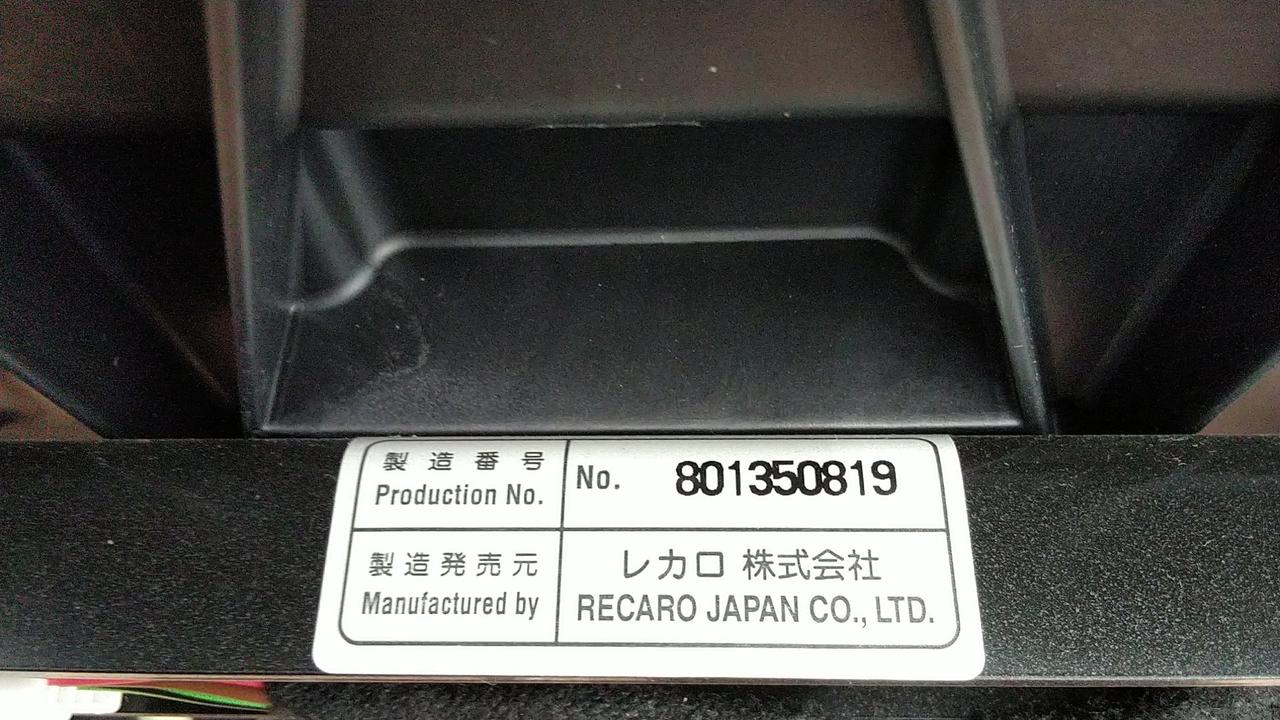 製造番号
Production No.
No. 801350819
製造発売元
Manufactured by
レカロ 株式会社
RECARO JAPAN CO., LTD.